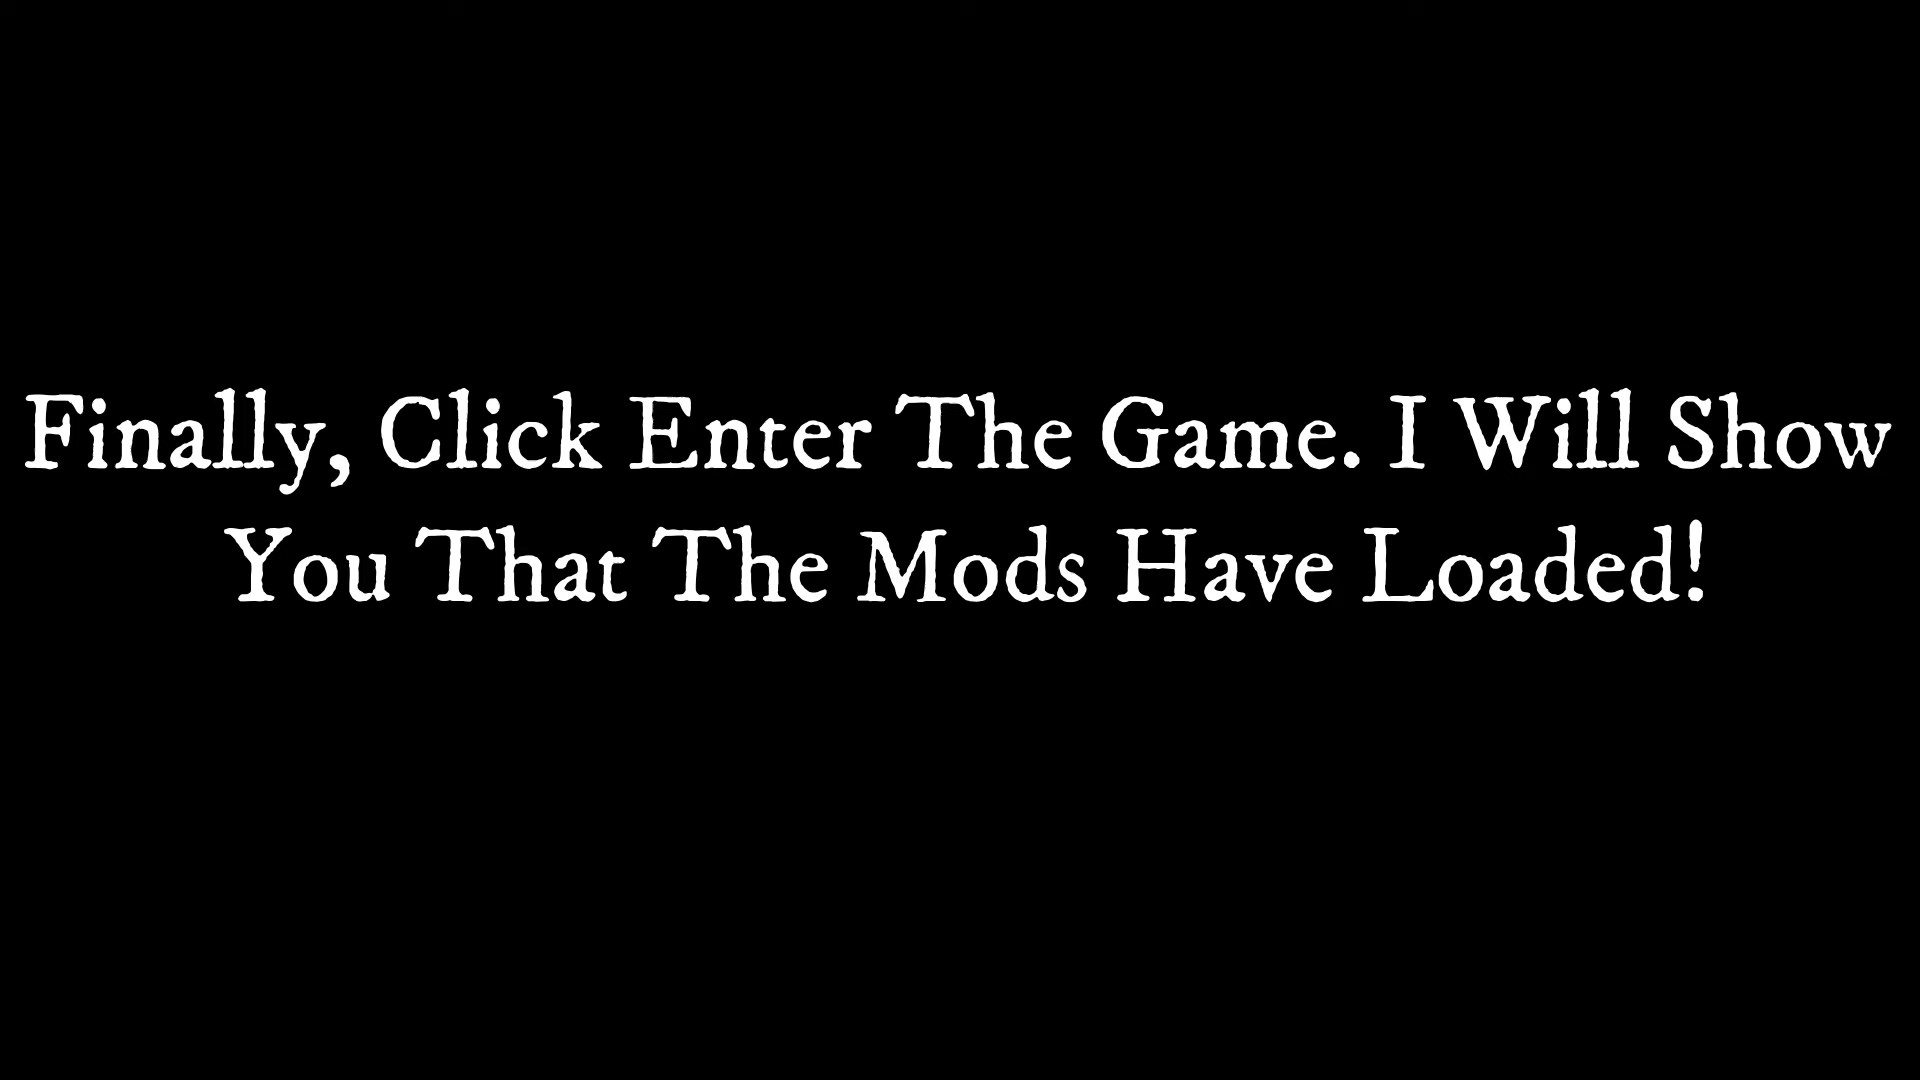 Finally, Click Enter The Game. I Will Show
You That The Mods Have Loaded!